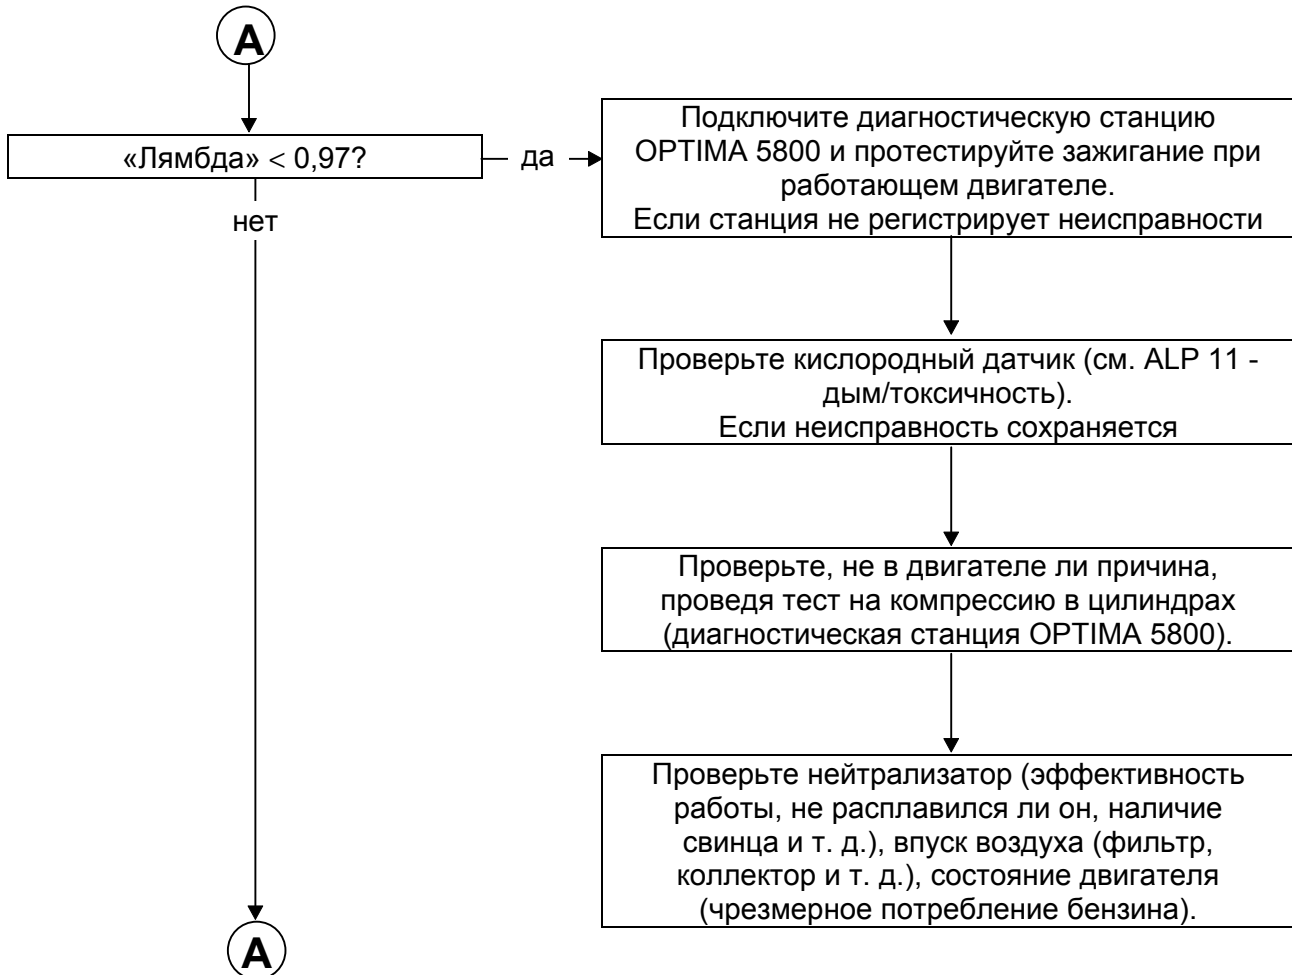 A
«Лямбда» < 0,97?
да
нет
Подключите диагностическую станцию
OPTIMA 5800 и протестируйте зажигание при
работающем двигателе.
Если станция не регистрирует неисправности
Проверьте кислородный датчик (см. ALP 11 -
дым/токсичность).
Если неисправность сохраняется
Проверьте, не в двигателе ли причина,
проведя тест на компрессию в цилиндрах
(диагностическая станция OPTIMA 5800).
Проверьте нейтрализатор (эффективность
работы, не расплавился ли он, наличие
свинца и т. д.), впуск воздуха (фильтр,
коллектор и т. д.), состояние двигателя
(чрезмерное потребление бензина).
A